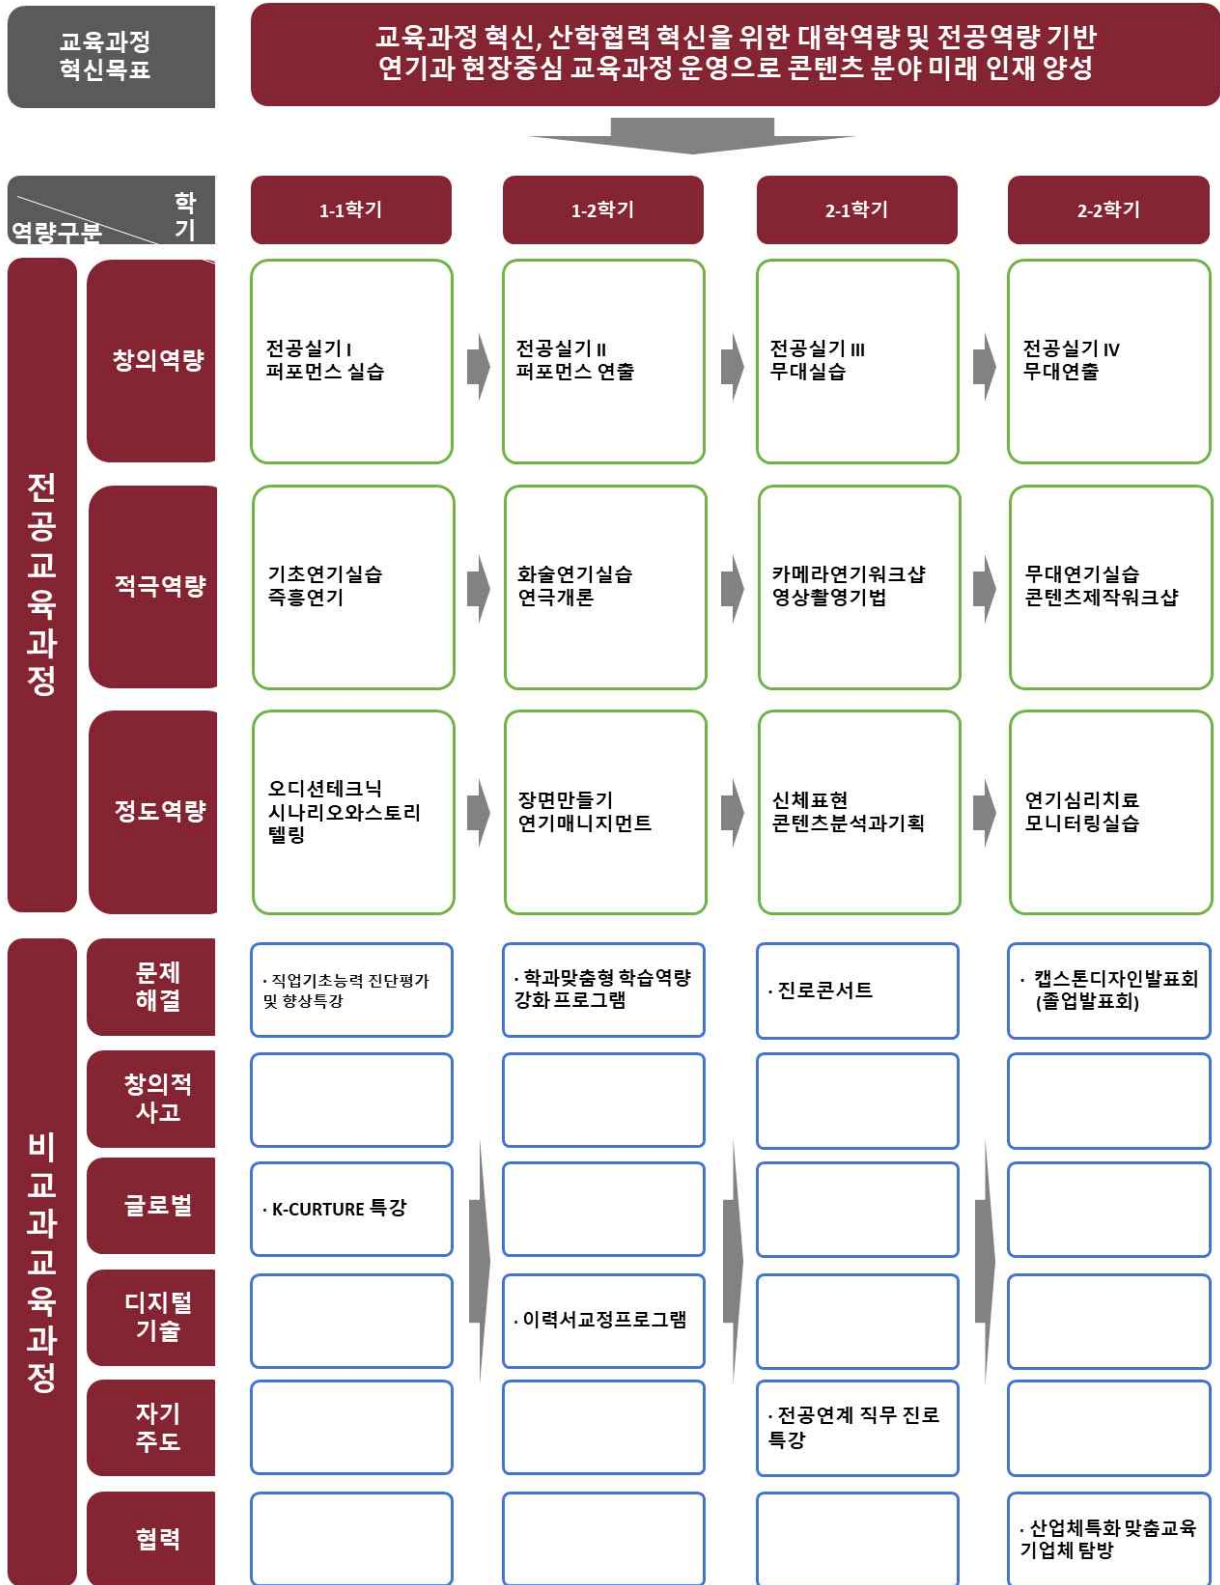 교육과정
혁신목표
교육과정 혁신, 산학협력 혁신을 위한 대학역량 및 전공역량 기반
연기과 현장중심 교육과정 운영으로 콘텐츠 분야 미래 인재 양성
학
기
역량구분
1-1학기
1-2학기
2-1학기
2-2학기
전공교육과정
창의역량
전공실기 I
퍼포먼스 실습
전공실기 II
퍼포먼스 연출
전공실기 III
무대실습
전공실기 IV
무대연출
적극역량
기초연기실습
즉흥연기
화술연기실습
연극개론
카메라연기워크샵
영상촬영기법
무대연기실습
콘텐츠제작워크샵
정도역량
오디션테크닉
시나리오와스토리
텔링
장면만들기
연기매니지먼트
신체표현
콘텐츠분석과기획
연기심리치료
모니터링실습
비교과교육과정
문제
해결
· 직업기초능력 진단평가
및 향상특강
· 학과맞춤형 학습역량
강화 프로그램
· 진로콘서트
· 캡스톤디자인발표회
(졸업발표회)
창의적
사고
글로벌
· K-CURTURE 특강
디지털
기술
· 이력서교정프로그램
자기
주도
· 전공연계 직무 진로
특강
협력
· 산업체특화 맞춤교육
기업체 탐방